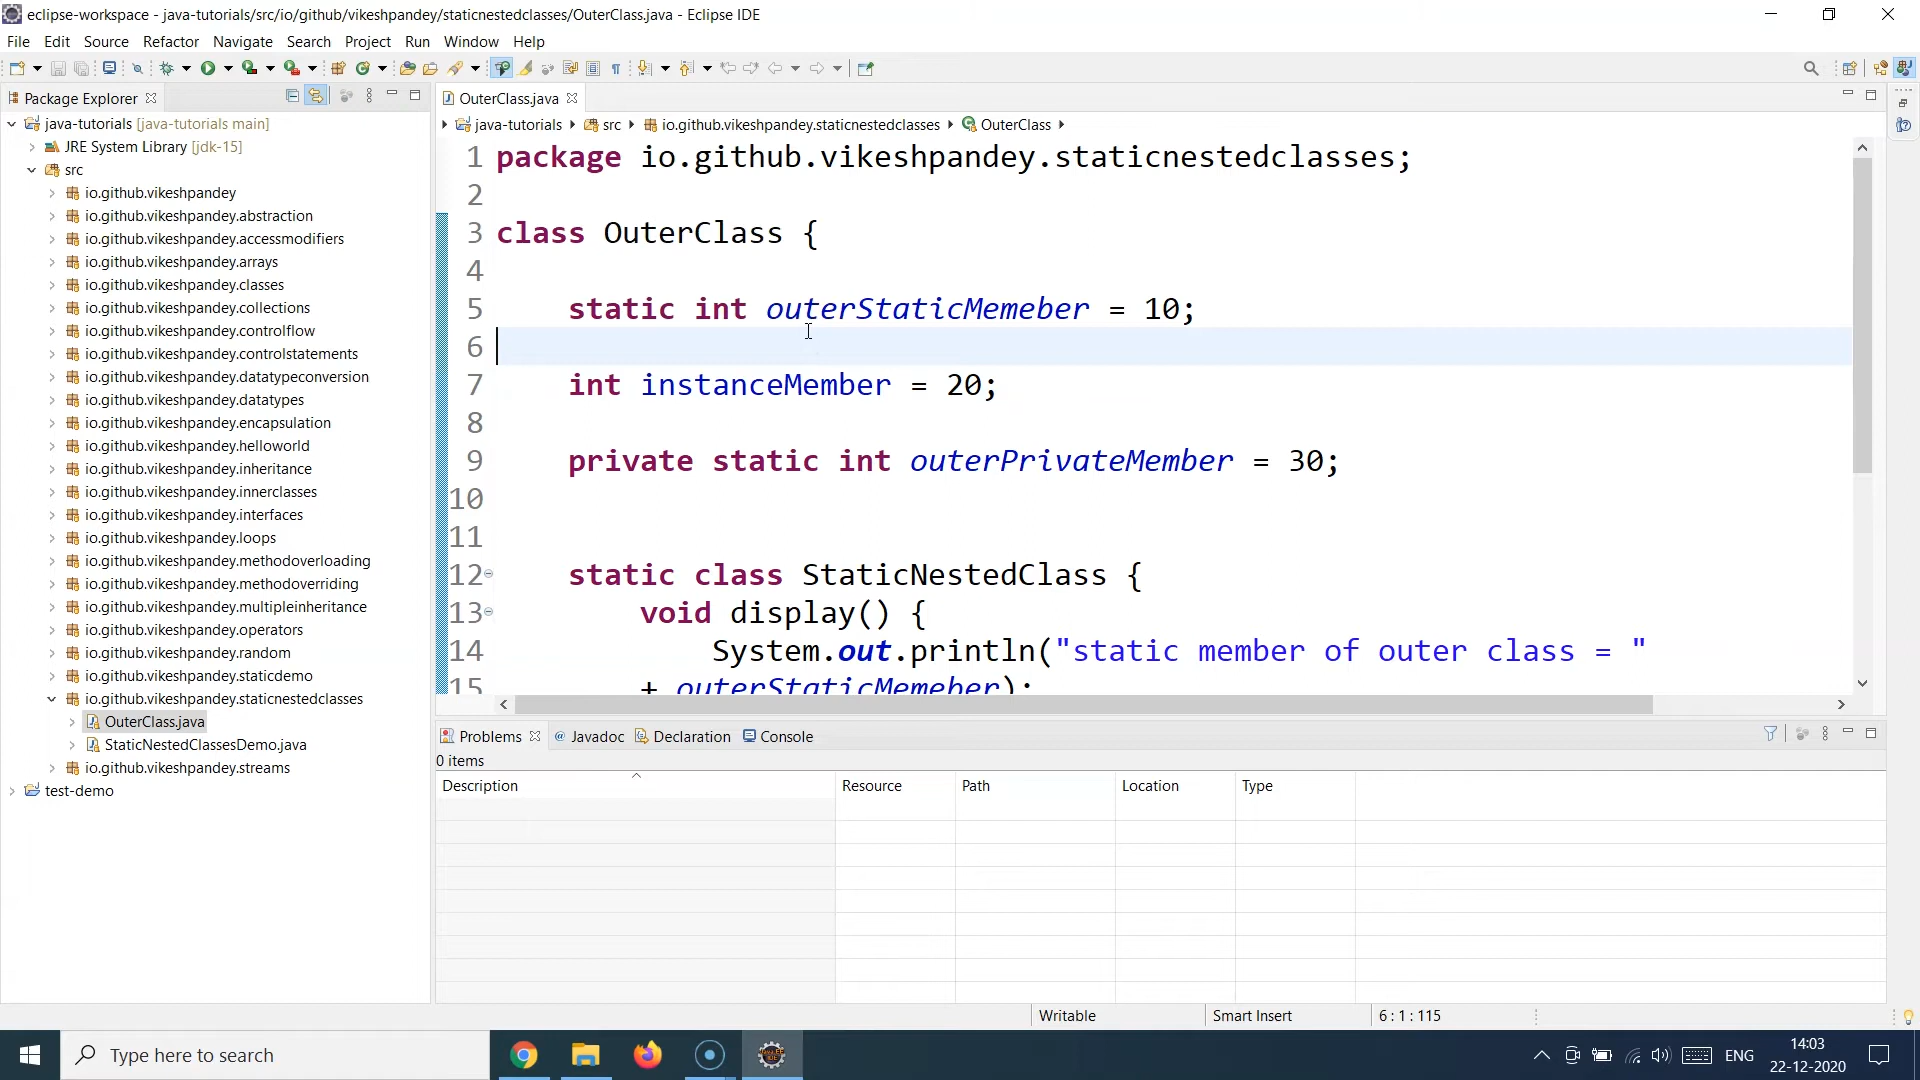 eclipse-workspace - java-tutorials/src/io/github/vikeshpandey/staticnestedclasses/OuterClass.java - Eclipse IDE
File Edit Source Refactor Navigate Search Project Run Window Help
Package Explorer
java-tutorials [java-tutorials main]
JRE System Library [jdk-15]
src
io.github.vikeshpandey
io.github.vikeshpandey.abstraction
io.github.vikeshpandey.accessmodifiers
io.github.vikeshpandey.arrays
io.github.vikeshpandey.classes
io.github.vikeshpandey.collections
io.github.vikeshpandey.controlflow
io.github.vikeshpandey.controlstatements
io.github.vikeshpandey.datatypeconversion
io.github.vikeshpandey.datatypes
io.github.vikeshpandey.encapsulation
io.github.vikeshpandey.helloworld
io.github.vikeshpandey.inheritance
io.github.vikeshpandey.innerclasses
io.github.vikeshpandey.interfaces
io.github.vikeshpandey.loops
io.github.vikeshpandey.methodoverloading
io.github.vikeshpandey.methodoverriding
io.github.vikeshpandey.multipleinheritance
io.github.vikeshpandey.operators
io.github.vikeshpandey.random
io.github.vikeshpandey.staticdemo
io.github.vikeshpandey.staticnestedclasses
OuterClass.java
StaticNestedClassesDemo.java
io.github.vikeshpandey.streams
test-demo
OuterClass.java
java-tutorials src io.github.vikeshpandey.staticnestedclasses OuterClass
1 package io.github.vikeshpandey.staticnestedclasses;
2
3 class OuterClass {
4
5 static int outerStaticMemeber = 10;
6
7 int instanceMember = 20;
8
9 private static int outerPrivateMember = 30;
10
11
12 static class StaticNestedClass {
13 void display() {
14 System.out.println("static member of outer class = "
15 + outerStaticMemeber);
Problems @ Javadoc Declaration Console
0 items
Description Resource Path Location Type
Writable Smart Insert 6 : 1 : 115
Type here to search
ENG
14:03
22-12-2020